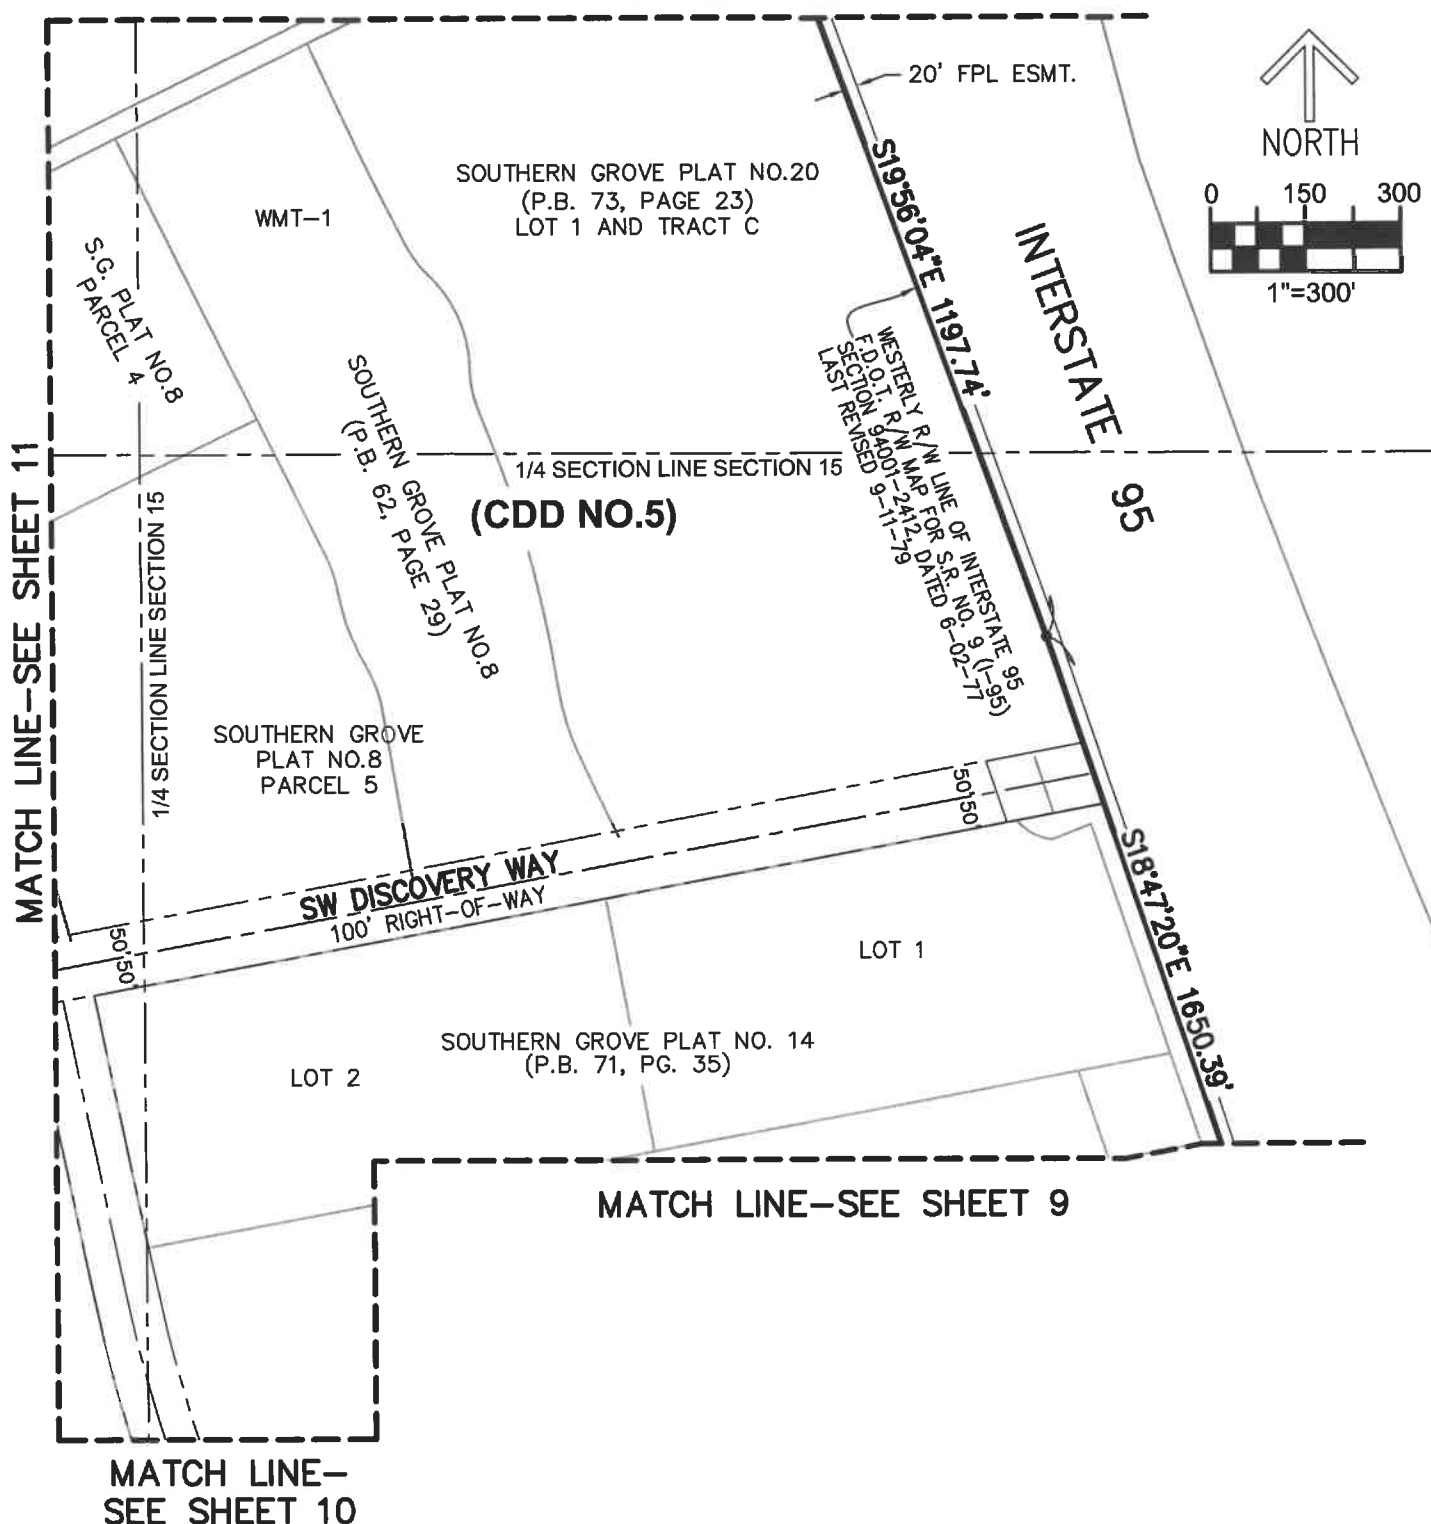 20' FPL ESMT.
NORTH
0 150 300
1"=300'
SOUTHERN GROVE PLAT NO.20
(P.B. 73, PAGE 23)
LOT 1 AND TRACT C
WMT-1
S.G. PLAT NO.8
PARCEL 4
S19°56'04"E 1197.74'
INTERSTATE 95
WESTERLY R/W LINE OF INTERSTATE 95
F.D.O.T. R/W MAP FOR S.R. NO. 9 (I-95)
SECTION 94001-2412, DATED 6-02-77
LAST REVISED 9-11-79
SOUTHERN GROVE PLAT NO.8
(P.B. 62, PAGE 29)
1/4 SECTION LINE SECTION 15
(CDD NO.5)
MATCH LINE-SEE SHEET 11
1/4 SECTION LINE SECTION 15
SOUTHERN GROVE
PLAT NO.8
PARCEL 5
50' 50'
SW DISCOVERY WAY
100' RIGHT-OF-WAY
50' 50'
S18°47'20"E 1650.39'
LOT 1
SOUTHERN GROVE PLAT NO. 14
(P.B. 71, PG. 35)
LOT 2
MATCH LINE-SEE SHEET 9
MATCH LINE-
SEE SHEET 10